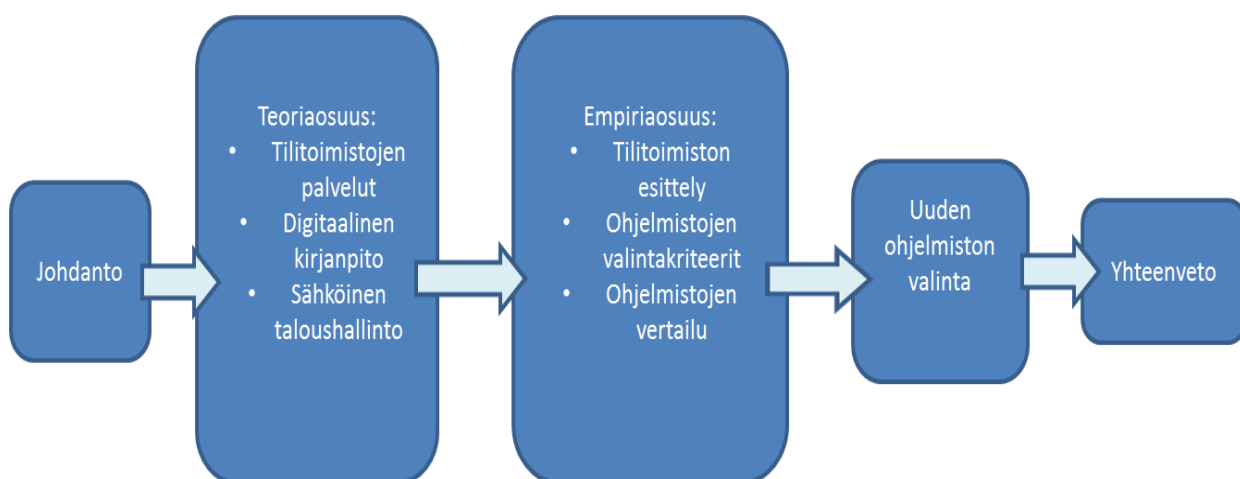 Johdanto
Teoriaosuus:
• Tilitoimistojen
palvelut
• Digitaalinen
kirjanpito
• Sähköinen
taloushallinto
Empiriaosuus:
• Tilitoimiston
esittely
• Ohjelmistojen
valintakriteerit
• Ohjelmistojen
vertailu
Uuden
ohjelmiston
valinta
Yhteenveto